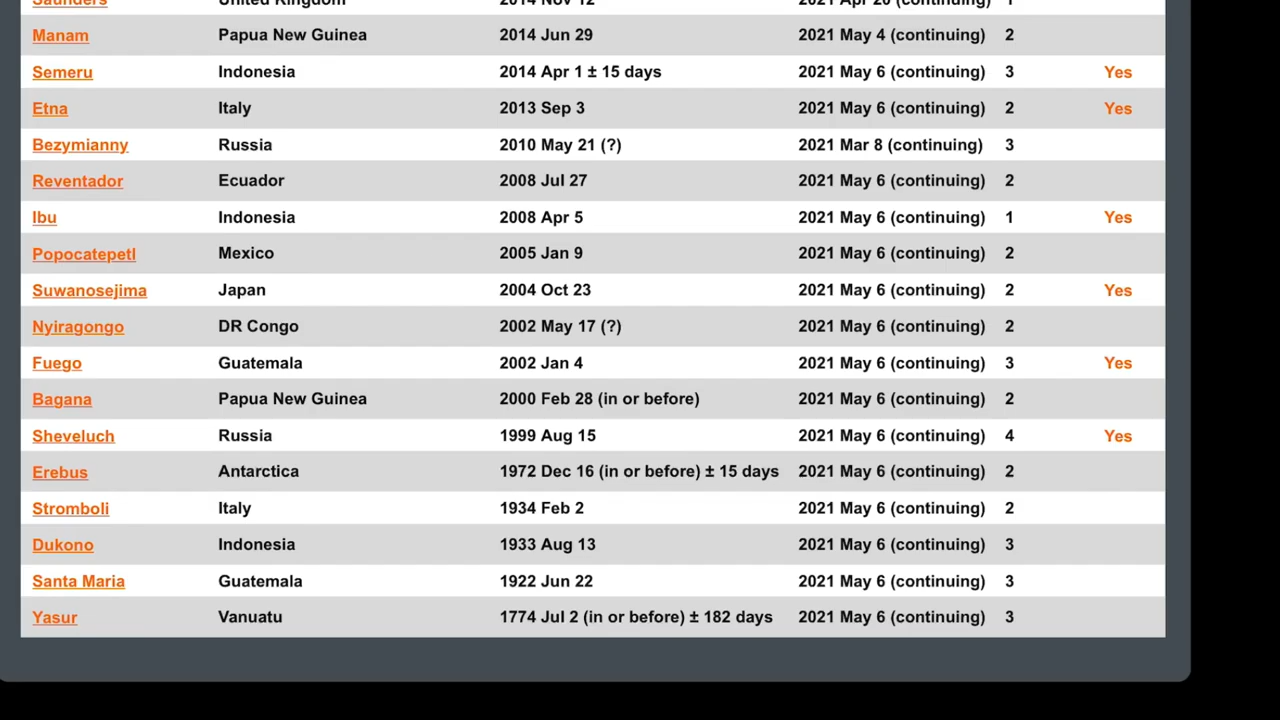 Saunders United Kingdom 2014 Nov 12 2021 Apr 20 (continuing) 1
Manam Papua New Guinea 2014 Jun 29 2021 May 4 (continuing) 2
Semeru Indonesia 2014 Apr 1 ± 15 days 2021 May 6 (continuing) 3 Yes
Etna Italy 2013 Sep 3 2021 May 6 (continuing) 2 Yes
Bezymianny Russia 2010 May 21 (?) 2021 Mar 8 (continuing) 3
Reventador Ecuador 2008 Jul 27 2021 May 6 (continuing) 2
Ibu Indonesia 2008 Apr 5 2021 May 6 (continuing) 1 Yes
Popocatepetl Mexico 2005 Jan 9 2021 May 6 (continuing) 2
Suwanosejima Japan 2004 Oct 23 2021 May 6 (continuing) 2 Yes
Nyiragongo DR Congo 2002 May 17 (?) 2021 May 6 (continuing) 2
Fuego Guatemala 2002 Jan 4 2021 May 6 (continuing) 3 Yes
Bagana Papua New Guinea 2000 Feb 28 (in or before) 2021 May 6 (continuing) 2
Sheveluch Russia 1999 Aug 15 2021 May 6 (continuing) 4 Yes
Erebus Antarctica 1972 Dec 16 (in or before) ± 15 days 2021 May 6 (continuing) 2
Stromboli Italy 1934 Feb 2 2021 May 6 (continuing) 2
Dukono Indonesia 1933 Aug 13 2021 May 6 (continuing) 3
Santa Maria Guatemala 1922 Jun 22 2021 May 6 (continuing) 3
Yasur Vanuatu 1774 Jul 2 (in or before) ± 182 days 2021 May 6 (continuing) 3